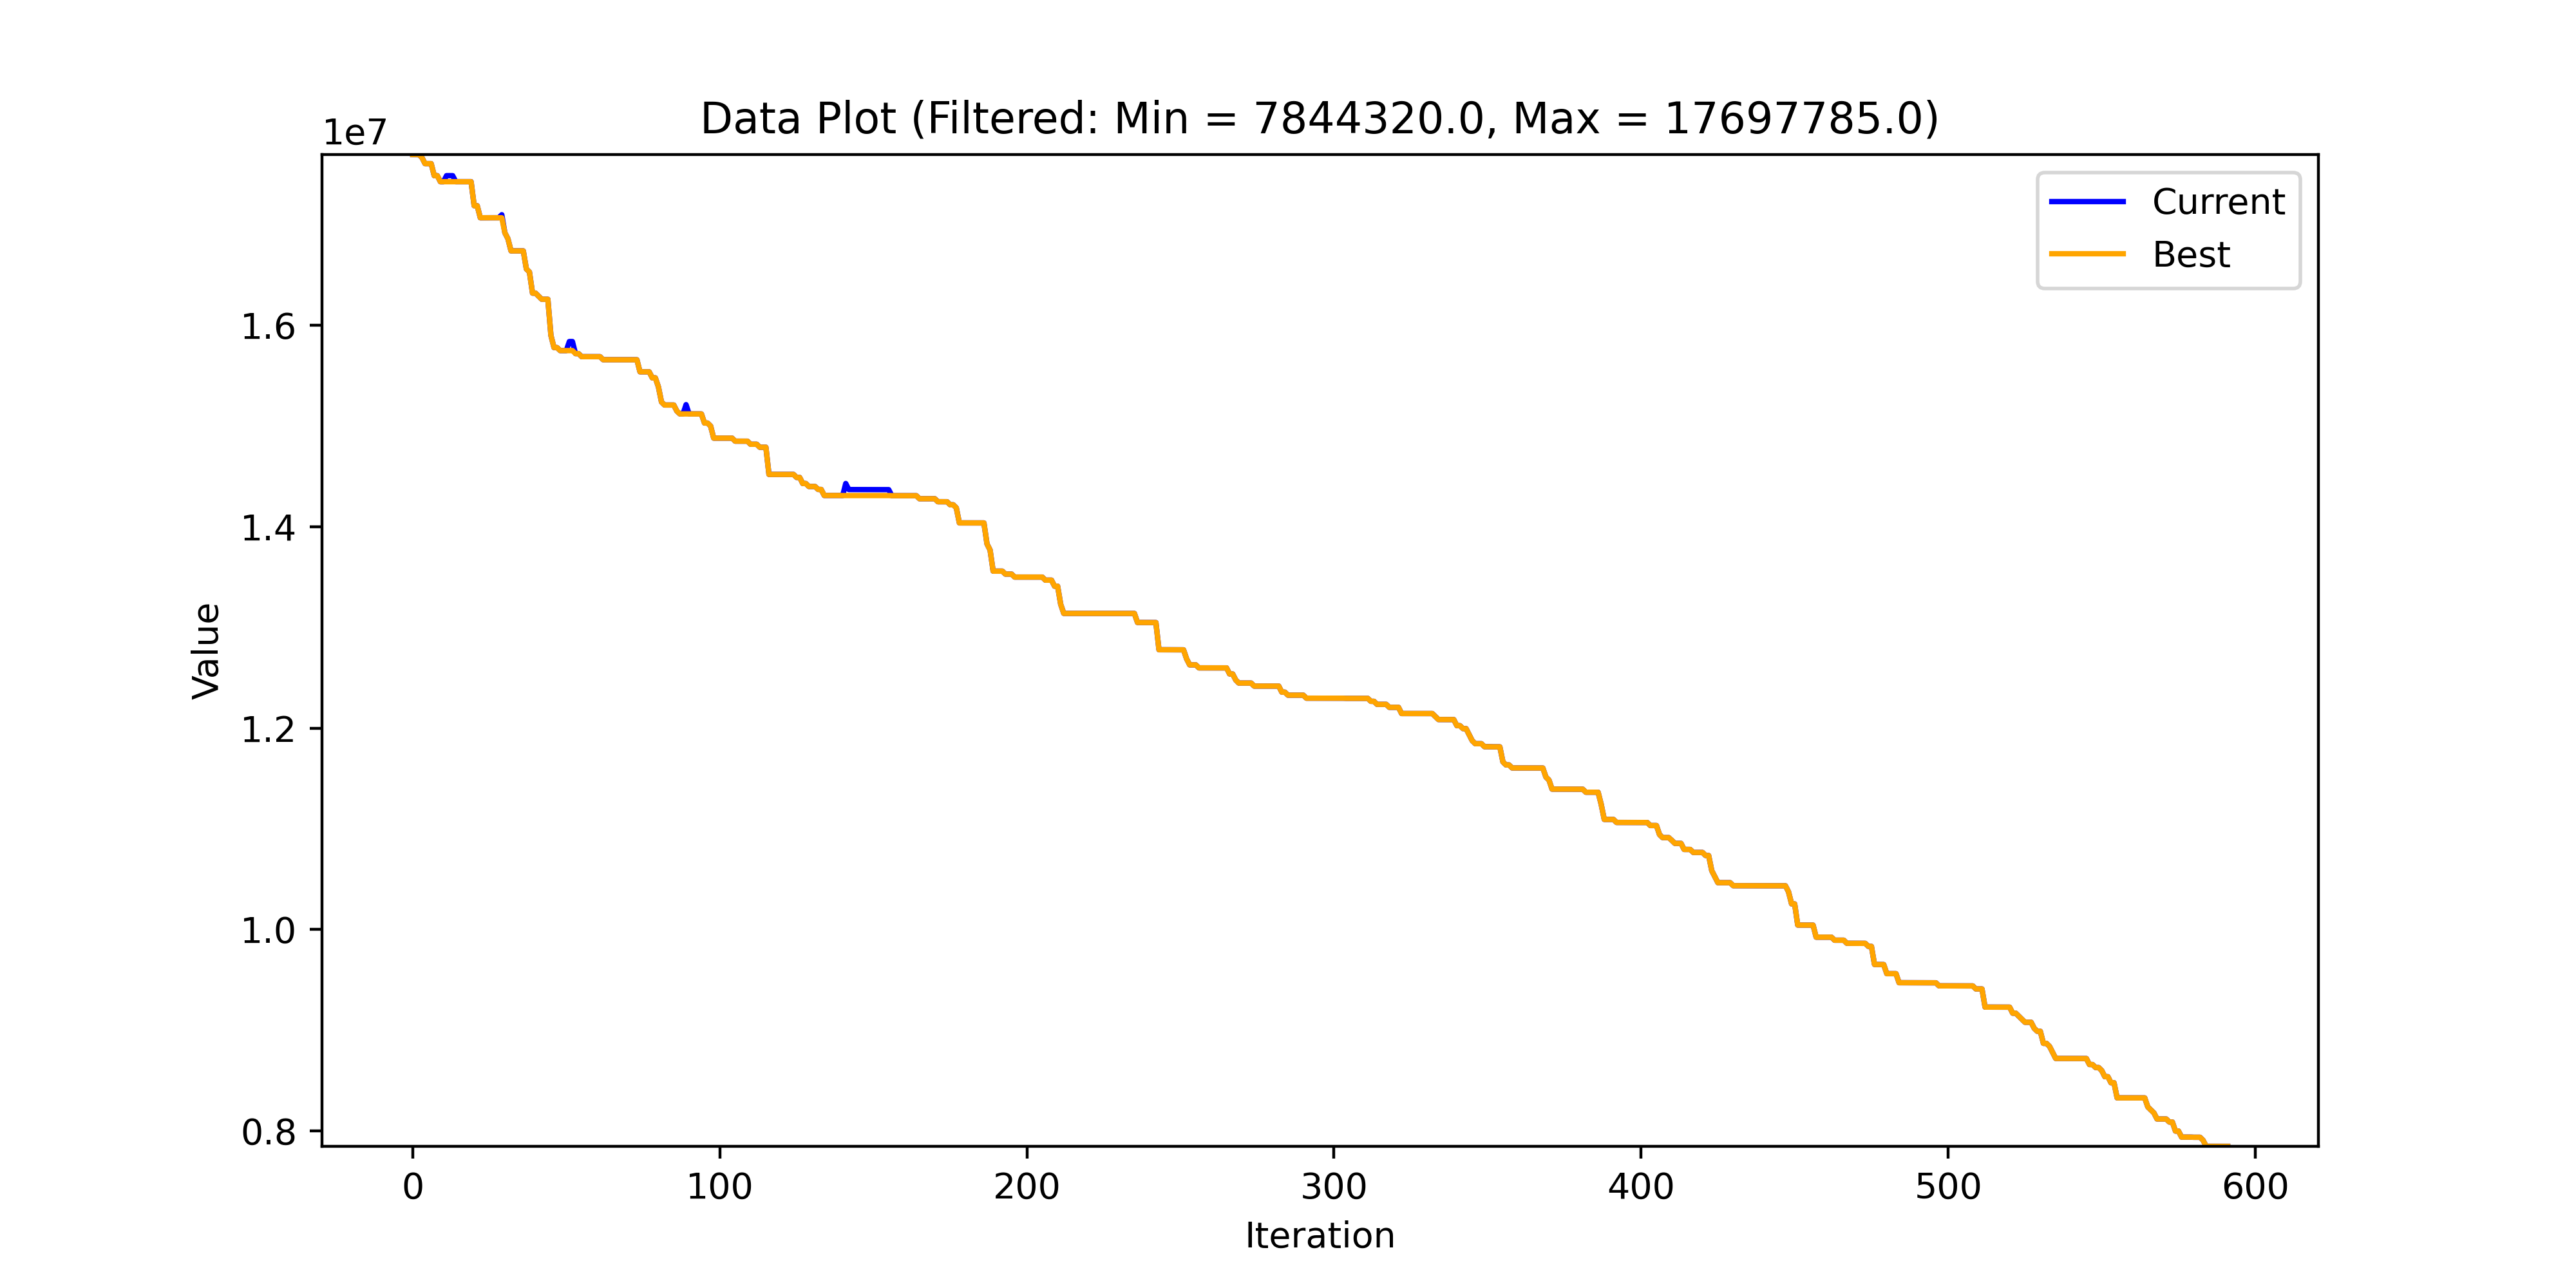 Data Plot (Filtered: Min = 7844320.0, Max = 17697785.0)
1e7
Current
Best
1.6
1.4
1.2
1.0
0.8
Value
0 100 200 300 400 500 600
Iteration